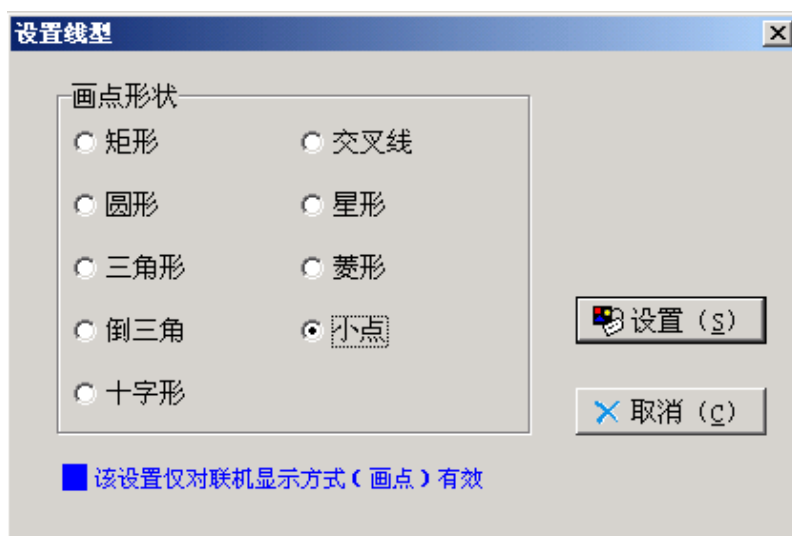 设置线型
画点形状
矩形 交叉线
圆形 星形
三角形 菱形
倒三角 小点
十字形
设置（S）
取消（C）
该设置仅对联机显示方式（画点）有效